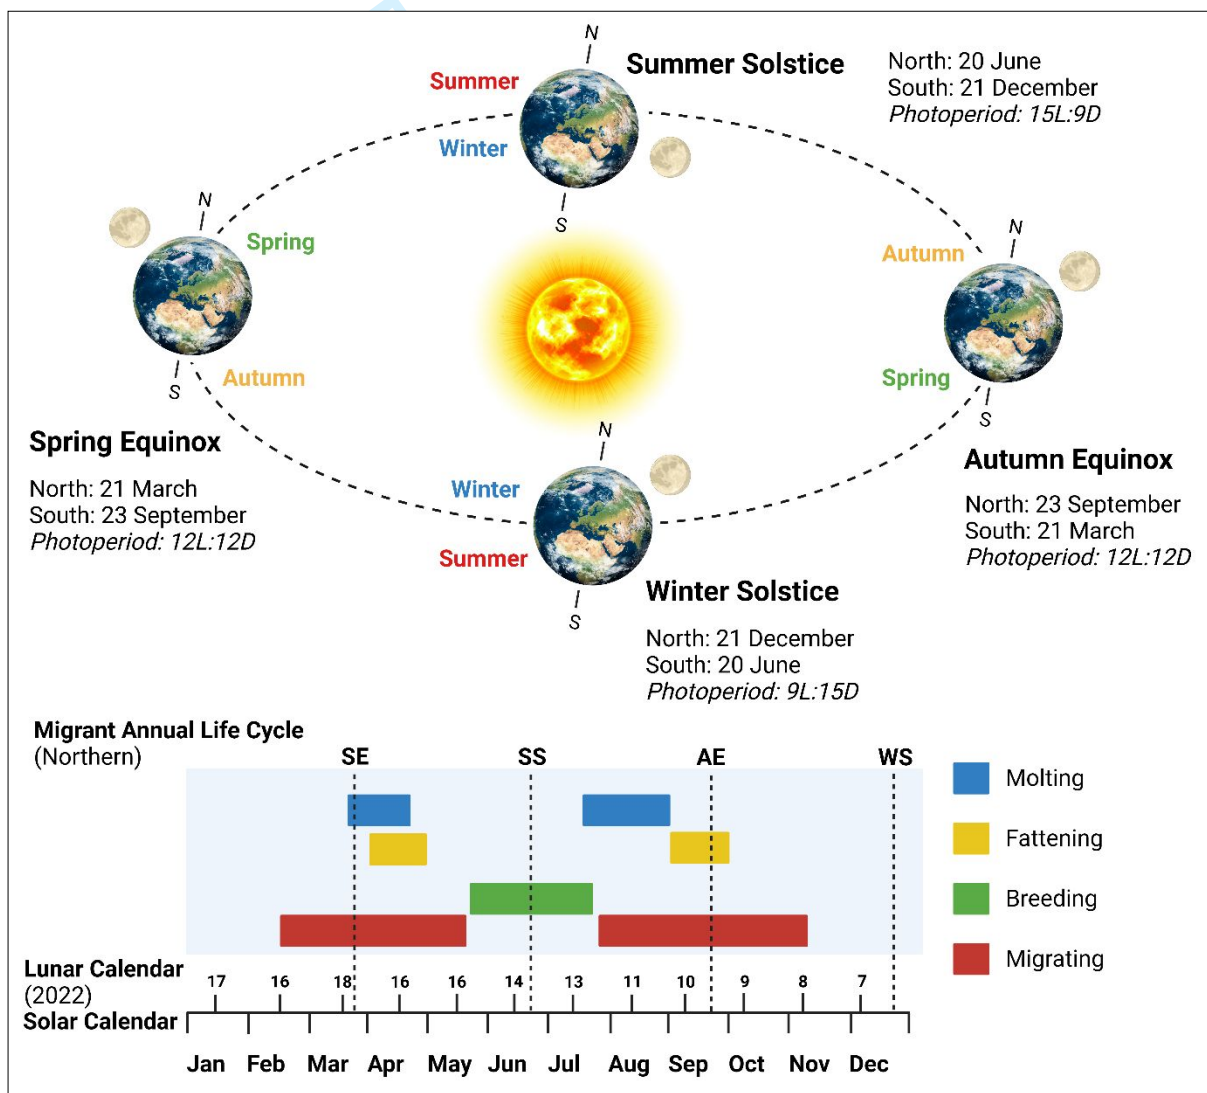 N
Summer Solstice
North: 20 June
South: 21 December
Photoperiod: 15L:9D
Summer
Winter
S
N
Spring
Autumn
S
Spring Equinox
North: 21 March
South: 23 September
Photoperiod: 12L:12D
N
Autumn
Spring
S
Autumn Equinox
North: 23 September
South: 21 March
Photoperiod: 12L:12D
N
Winter
Summer
S
Winter Solstice
North: 21 December
South: 20 June
Photoperiod: 9L:15D
Migrant Annual Life Cycle
(Northern)
SE SS AE WS
Molting
Fattening
Breeding
Migrating
Lunar Calendar
(2022)
17 16 18 16 16 14 13 11 10 9 8 7
Solar Calendar
Jan Feb Mar Apr May Jun Jul Aug Sep Oct Nov Dec